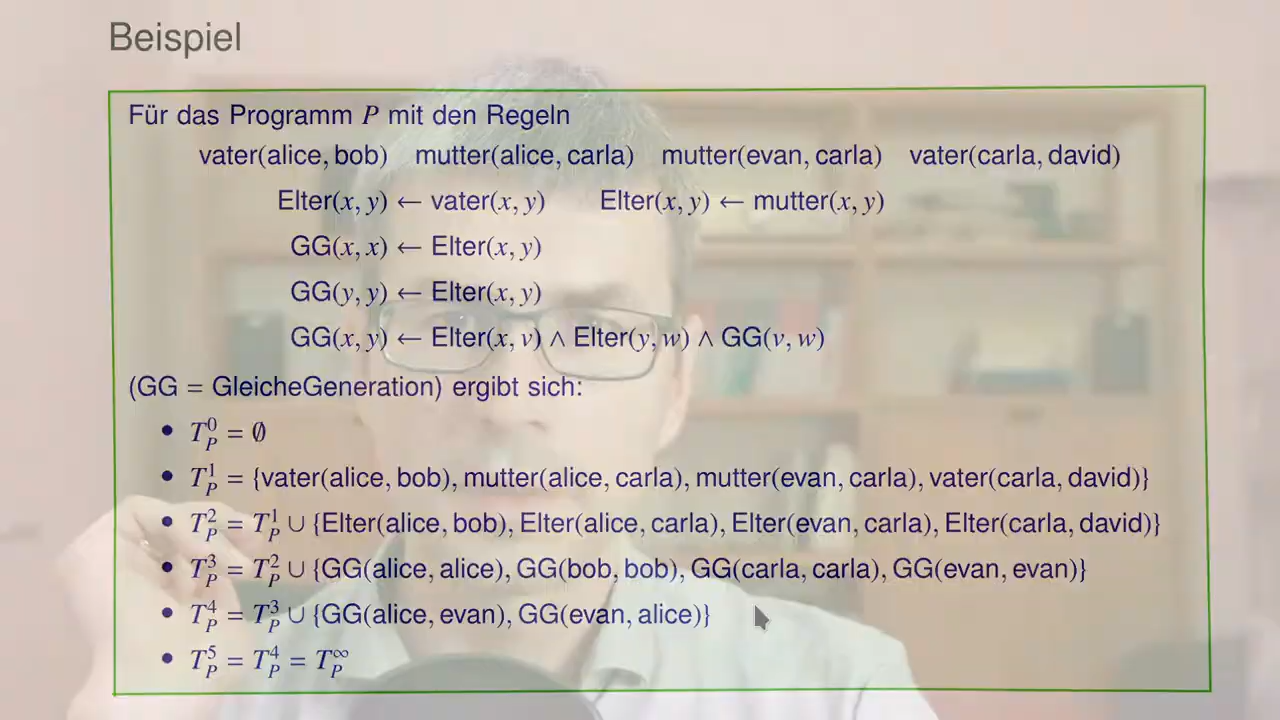 Beispiel
Für das Programm P mit den Regeln
vater(alice, bob) mutter(alice, carla) mutter(evan, carla) vater(carla, david)
Elter(x, y) ← vater(x, y) Elter(x, y) ← mutter(x, y)
GG(x, x) ← Elter(x, y)
GG(y, y) ← Elter(x, y)
GG(x, y) ← Elter(x, v) ∧ Elter(y, w) ∧ GG(v, w)
(GG = GleicheGeneration) ergibt sich:
• T_P^0 = ∅
• T_P^1 = {vater(alice, bob), mutter(alice, carla), mutter(evan, carla), vater(carla, david)}
• T_P^2 = T_P^1 ∪ {Elter(alice, bob), Elter(alice, carla), Elter(evan, carla), Elter(carla, david)}
• T_P^3 = T_P^2 ∪ {GG(alice, alice), GG(bob, bob), GG(carla, carla), GG(evan, evan)}
• T_P^4 = T_P^3 ∪ {GG(alice, evan), GG(evan, alice)}
• T_P^5 = T_P^4 = T_P^∞